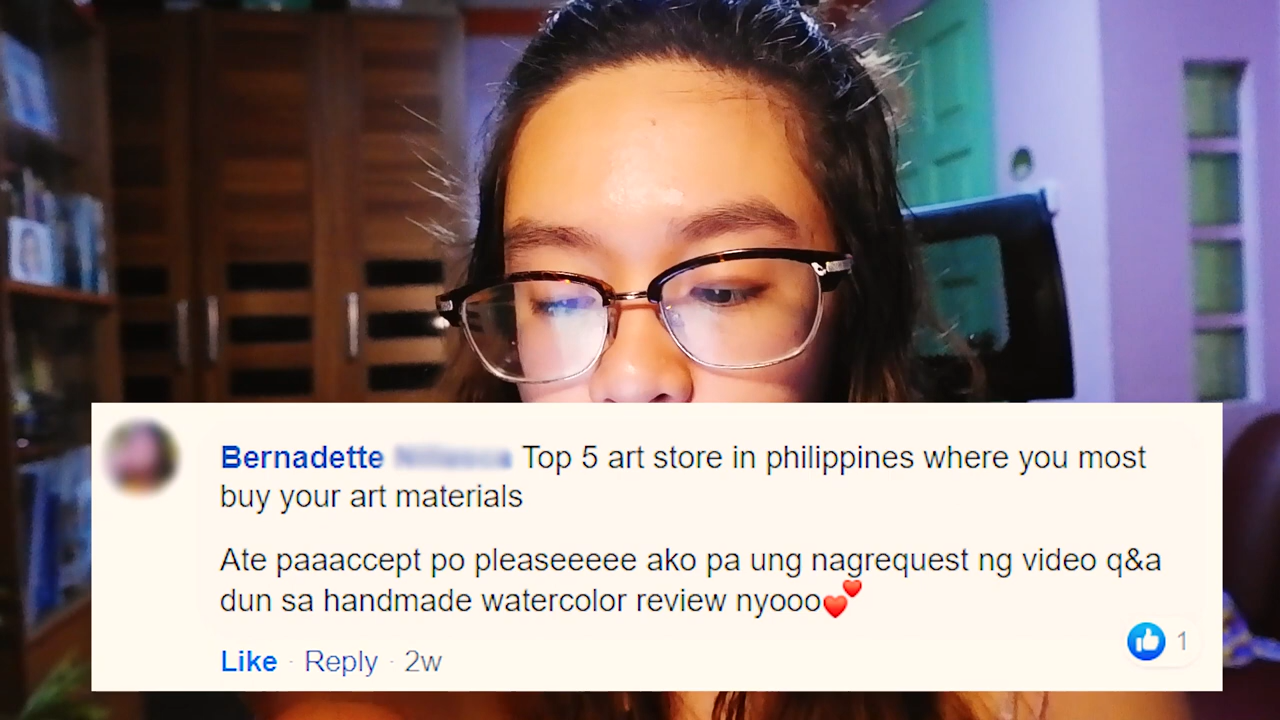 Bernadette Top 5 art store in philippines where you most
buy your art materials
Ate paaaccept po pleaseeeee ako pa ung nagrequest ng video q&a
dun sa handmade watercolor review nyooo💕
Like · Reply · 2w
1